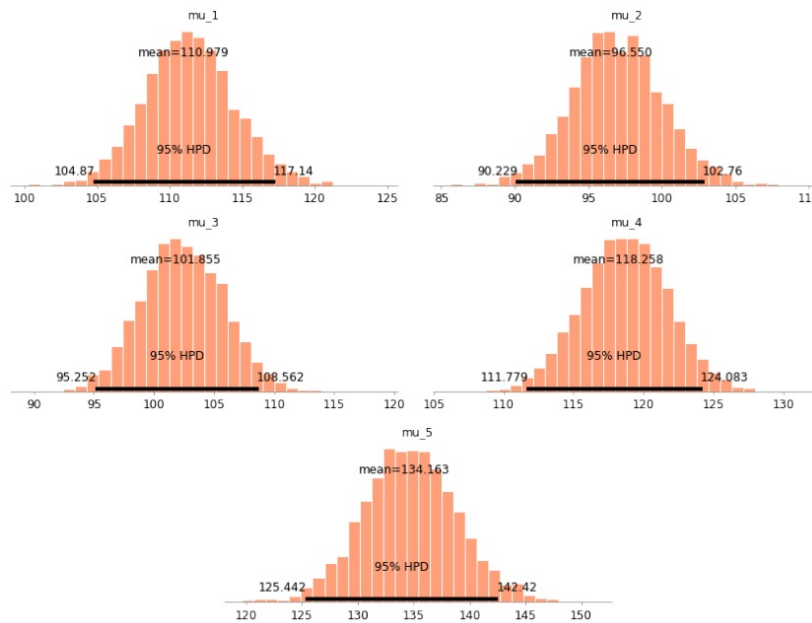 mu_1
mean=110.979
95% HPD
104.87 117.14
100 105 110 115 120 125
mu_2
mean=96.550
95% HPD
90.229 102.76
85 90 95 100 105
mu_3
mean=101.855
95% HPD
95.252 108.562
90 95 100 105 110 115 120
mu_4
mean=118.258
95% HPD
111.779 124.083
105 110 115 120 125 130
mu_5
mean=134.163
95% HPD
125.442 142.42
120 125 130 135 140 145 150